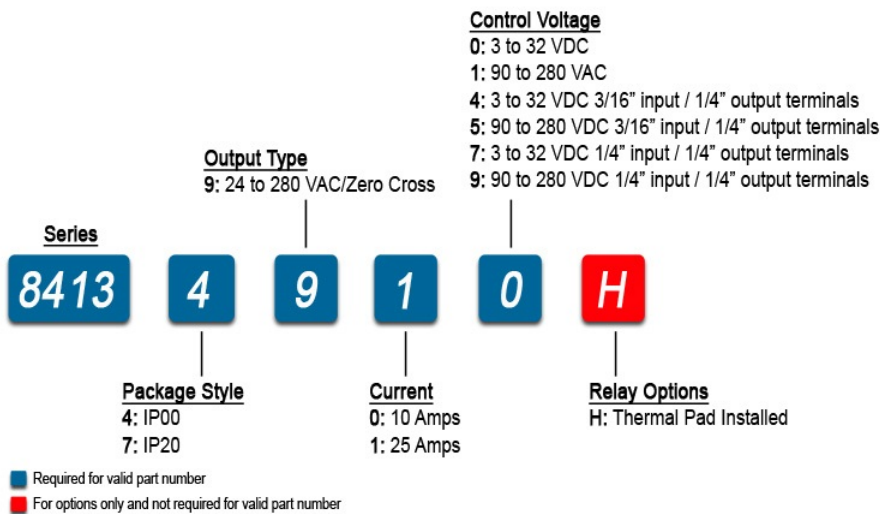 Control Voltage
0: 3 to 32 VDC
1: 90 to 280 VAC
4: 3 to 32 VDC 3/16” input / 1/4” output terminals
5: 90 to 280 VDC 3/16” input / 1/4” output terminals
7: 3 to 32 VDC 1/4” input / 1/4” output terminals
9: 90 to 280 VDC 1/4” input / 1/4” output terminals
Output Type
9: 24 to 280 VAC/Zero Cross
Series
8413 4 9 1 0 H
Package Style
4: IP00
7: IP20
Current
0: 10 Amps
1: 25 Amps
Relay Options
H: Thermal Pad Installed
Required for valid part number
For options only and not required for valid part number